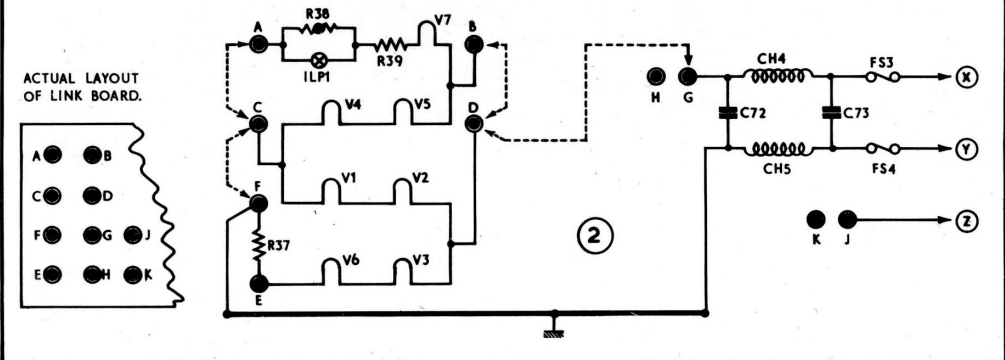 ACTUAL LAYOUT
OF LINK BOARD.
A B
C D
F G J
E H K
A
R38
ILP1
R39
V7
B
C
V4 V5
D
F
V1 V2
R37
V6 V3
E
2
H G
CH4
FS3
X
C72 C73
CH5
FS4
Y
K J
Z